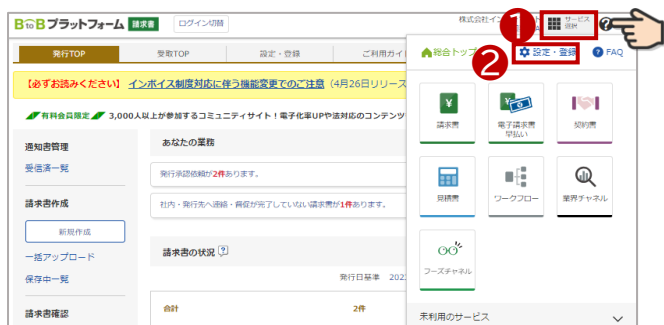 BtoBプラットフォーム 請求書 ログイン切替
株式会社イン
1
サービス選択
?
発行TOP 受取TOP 設定・登録 ご利用ガイ
総合トップ 2 設定・登録 ? FAQ
【必ずお読みください】 インボイス制度対応に伴う機能変更でのご注意 (4月26日リリース
有料会員限定 3,000人以上が参加するコミュニティサイト！電子化率UPや法対応のコンテンツ
通知書管理
受信済一覧
請求書作成
新規作成
一括アップロード
保存中一覧
請求書確認
あなたの業務
発行承認依頼が2件あります。
社内・発行先へ連絡・督促が完了していない請求書が1件あります。
請求書の状況 ?
発行日基準 202
合計 2件
¥
請求書
¥
電子請求書
早払い
契約書
見積書
ワークフロー
業界チャネル
フーズチャネル
未利用のサービス